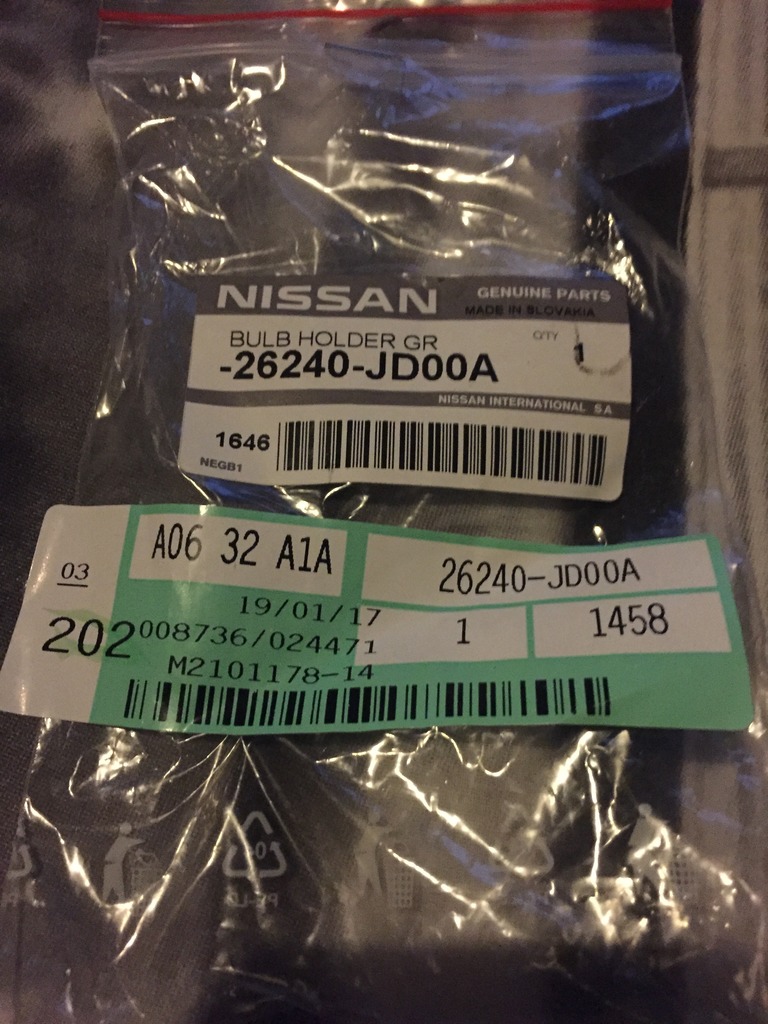 NISSAN GENUINE PARTS
MADE IN SLOVAKIA
BULB HOLDER GR QTY 1
-26240-JD00A
NISSAN INTERNATIONAL SA
1646
NEGB1
A06 32 A1A
26240-JD00A
03
19/01/17
202 008736/024471 1 1458
M2101178-14